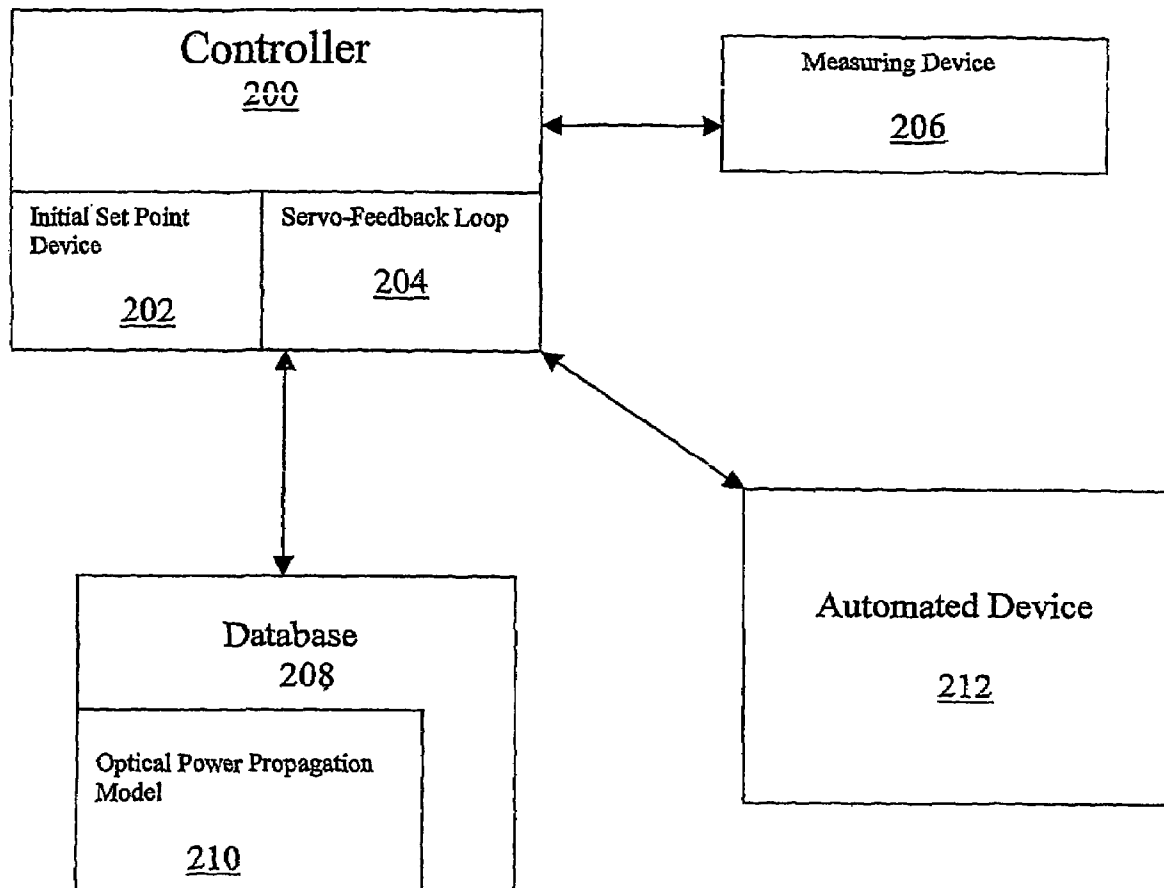 Controller
200
Measuring Device
206
Initial Set Point
Device
202
Servo-Feedback Loop
204
Database
208
Automated Device
212
Optical Power Propagation
Model
210